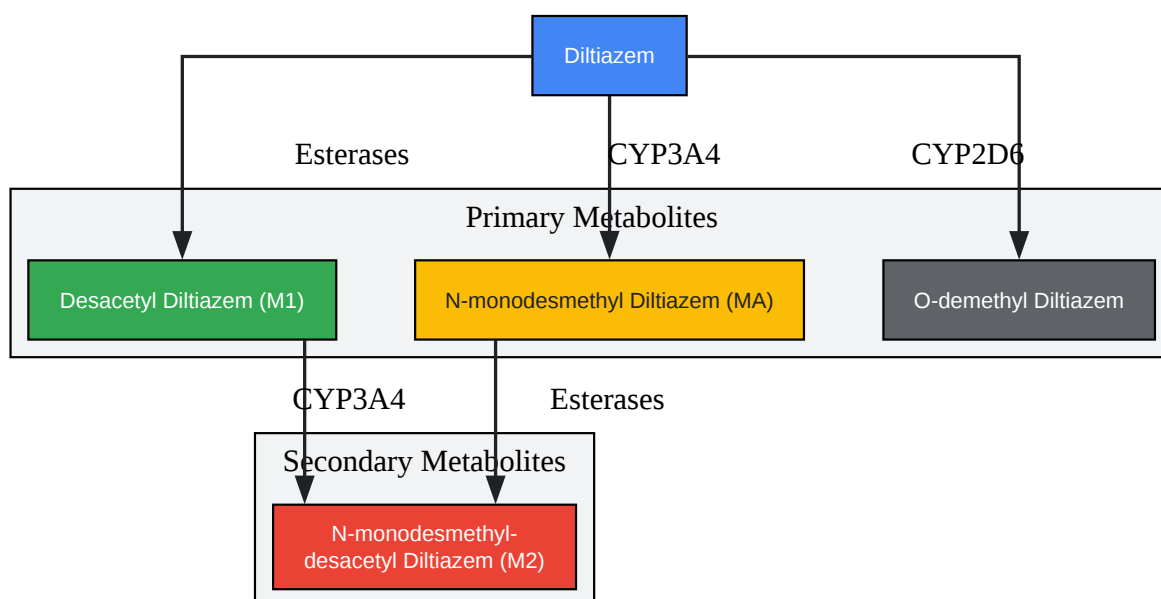 Diltiazem
Esterases
CYP3A4
CYP2D6
Primary Metabolites
Desacetyl Diltiazem (M1)
N-monodesmethyl Diltiazem (MA)
O-demethyl Diltiazem
CYP3A4
Esterases
Secondary Metabolites
N-monodesmethyl-
desacetyl Diltiazem (M2)